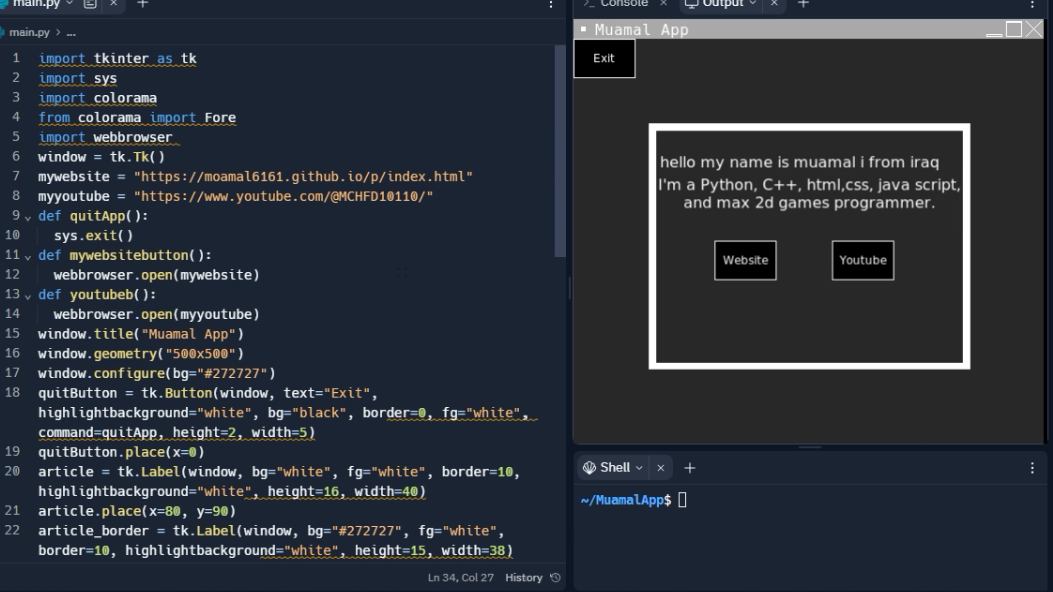 main.py
main.py > ...
1 import tkinter as tk
2 import sys
3 import colorama
4 from colorama import Fore
5 import webbrowser
6 window = tk.Tk()
7 mywebsite = "https://moamal6161.github.io/p/index.html"
8 myyoutube = "https://www.youtube.com/@MCHFD10110/"
9 def quitApp():
10 sys.exit()
11 def mywebsitebutton():
12 webbrowser.open(mywebsite)
13 def youtubeb():
14 webbrowser.open(myyoutube)
15 window.title("Muamal App")
16 window.geometry("500x500")
17 window.configure(bg="#272727")
18 quitButton = tk.Button(window, text="Exit",
highlightbackground="white", bg="black", border=0, fg="white",
command=quitApp, height=2, width=5)
19 quitButton.place(x=0)
20 article = tk.Label(window, bg="white", fg="white", border=10,
highlightbackground="white", height=16, width=40)
21 article.place(x=80, y=90)
22 article_border = tk.Label(window, bg="#272727", fg="white",
border=10, highlightbackground="white", height=15, width=38)
Ln 34, Col 27 History
Console
Output
Muamal App
Exit
hello my name is muamal i from iraq
I'm a Python, C++, html,css, java script,
and max 2d games programmer.
Website
Youtube
Shell
~/MuamalApp$